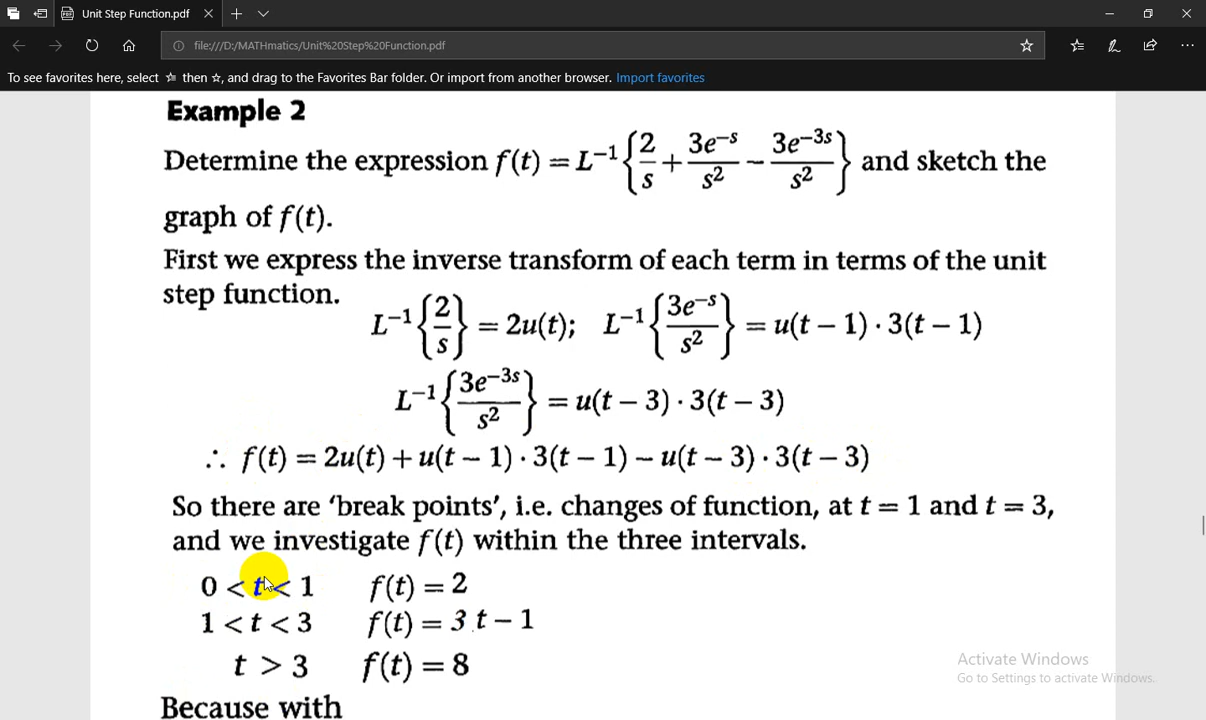 Unit Step Function.pdf
file:///D:/MATHmatics/Unit%20Step%20Function.pdf
To see favorites here, select ☆ then ☆, and drag to the Favorites Bar folder. Or import from another browser. Import favorites
Example 2
Determine the expression f(t) = L⁻¹{2/s + 3e⁻ˢ/s² − 3e⁻³ˢ/s²} and sketch the
graph of f(t).
First we express the inverse transform of each term in terms of the unit
step function.
L⁻¹{2/s} = 2u(t); L⁻¹{3e⁻ˢ/s²} = u(t − 1) · 3(t − 1)
L⁻¹{3e⁻³ˢ/s²} = u(t − 3) · 3(t − 3)
∴ f(t) = 2u(t) + u(t − 1) · 3(t − 1) − u(t − 3) · 3(t − 3)
So there are 'break points', i.e. changes of function, at t = 1 and t = 3,
and we investigate f(t) within the three intervals.
0 < t < 1 f(t) = 2
1 < t < 3 f(t) = 3 t − 1
t > 3 f(t) = 8
Because with
Activate Windows
Go to Settings to activate Windows.